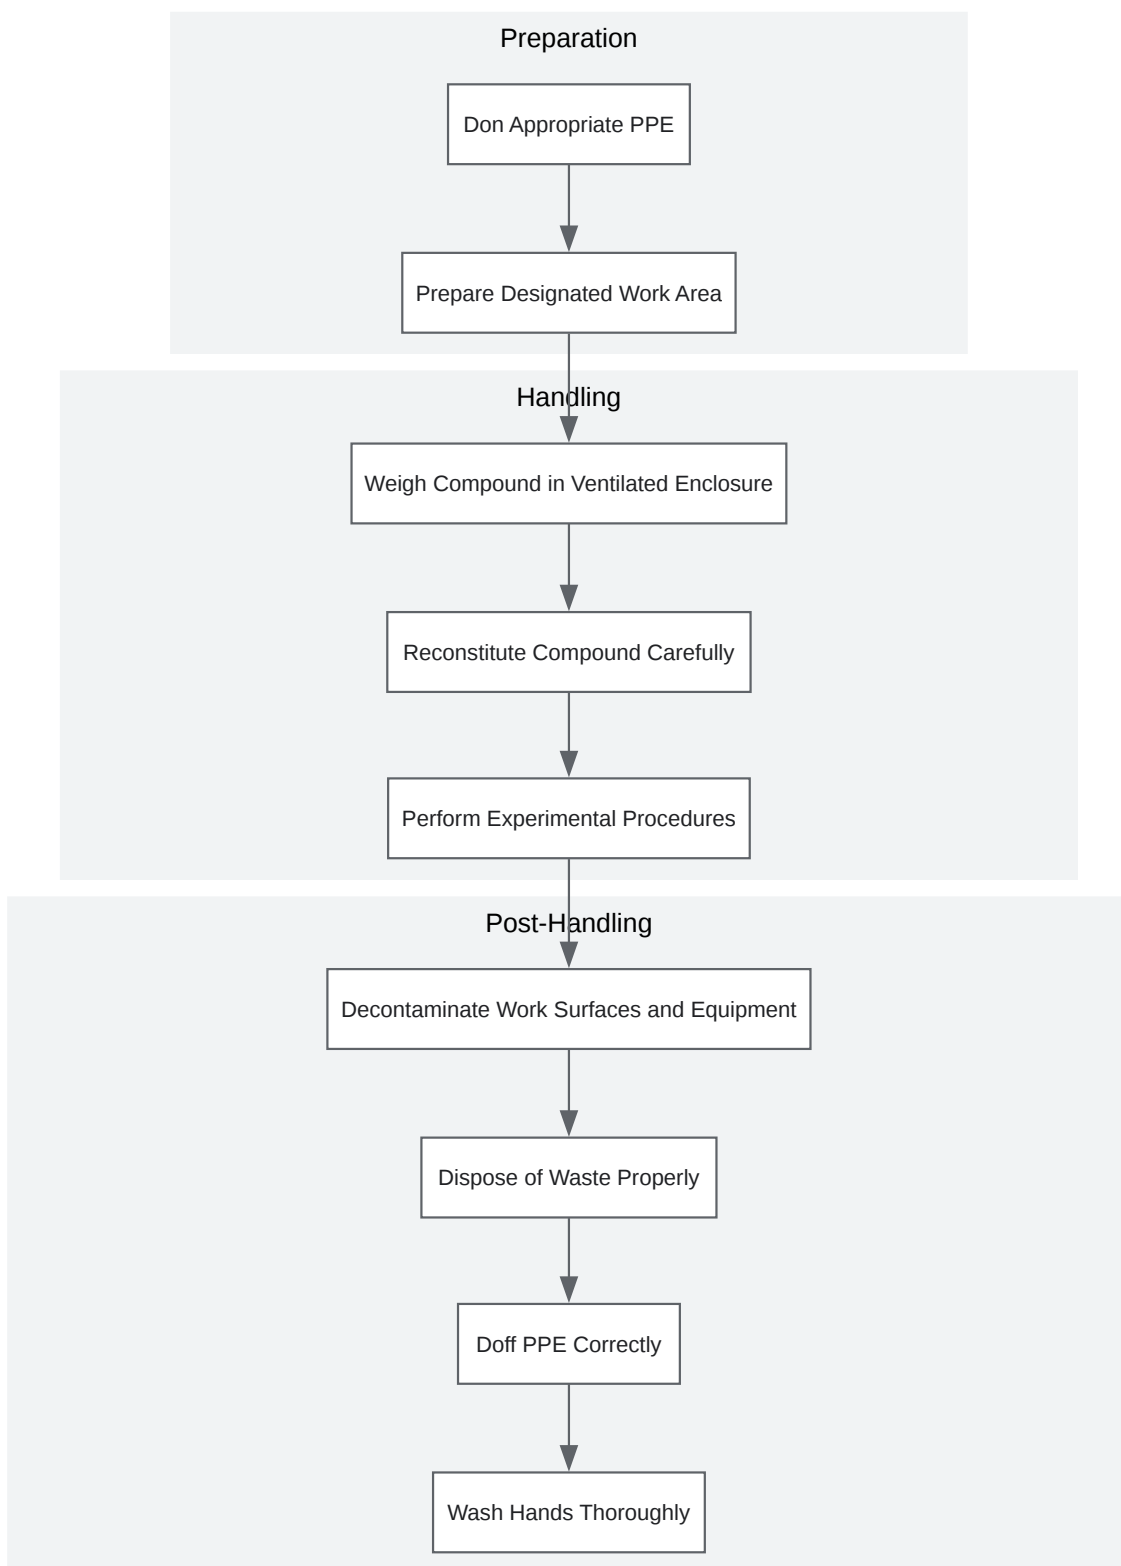 Preparation
Don Appropriate PPE
Prepare Designated Work Area
Handling
Weigh Compound in Ventilated Enclosure
Reconstitute Compound Carefully
Perform Experimental Procedures
Post-Handling
Decontaminate Work Surfaces and Equipment
Dispose of Waste Properly
Doff PPE Correctly
Wash Hands Thoroughly